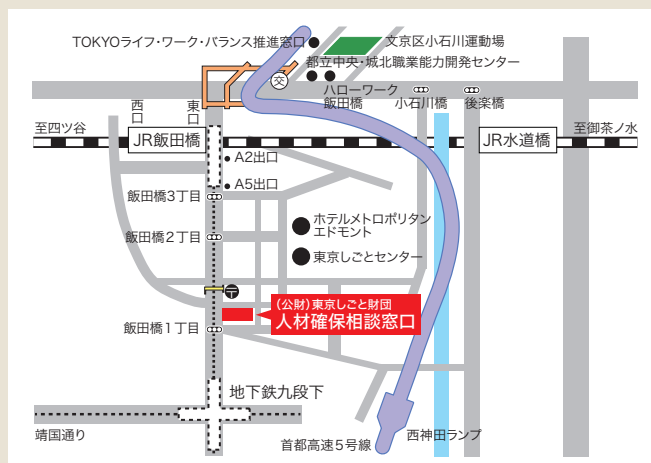 TOKYOライフ・ワーク・バランス推進窓口
文京区小石川運動場
都立中央・城北職業能力開発センター
交
ハローワーク
飯田橋
小石川橋
後楽橋
西口
東口
至四ツ谷
JR飯田橋
JR水道橋
至御茶ノ水
A2出口
A5出口
飯田橋3丁目
ホテルメトロポリタン
エドモント
飯田橋2丁目
東京しごとセンター
〒
(公財)東京しごと財団
人材確保相談窓口
飯田橋1丁目
地下鉄九段下
靖国通り
首都高速5号線
西神田ランプ